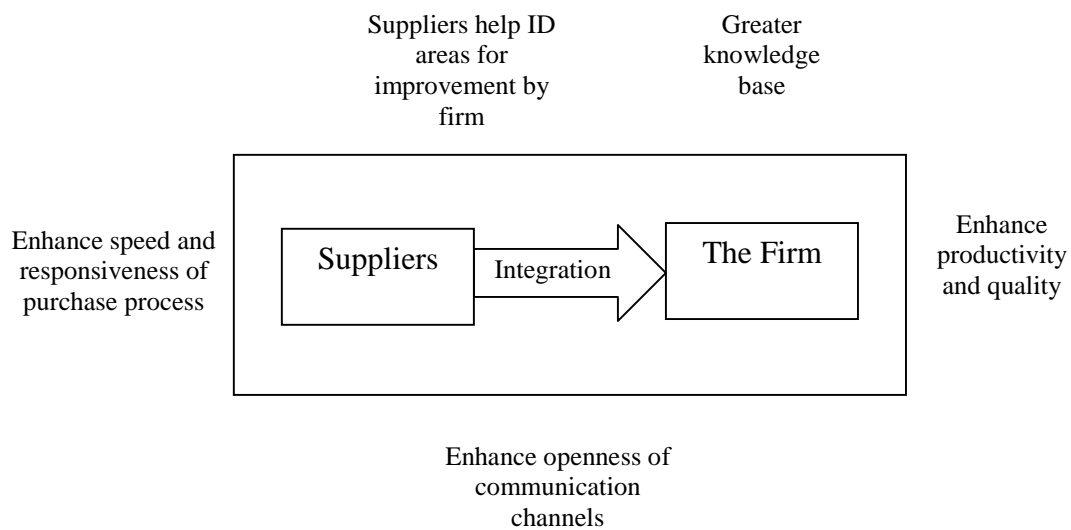 Suppliers help ID
areas for
improvement by
firm
Greater
knowledge
base
Enhance speed and
responsiveness of
purchase process
Suppliers
Integration
The Firm
Enhance
productivity
and quality
Enhance openness of
communication
channels